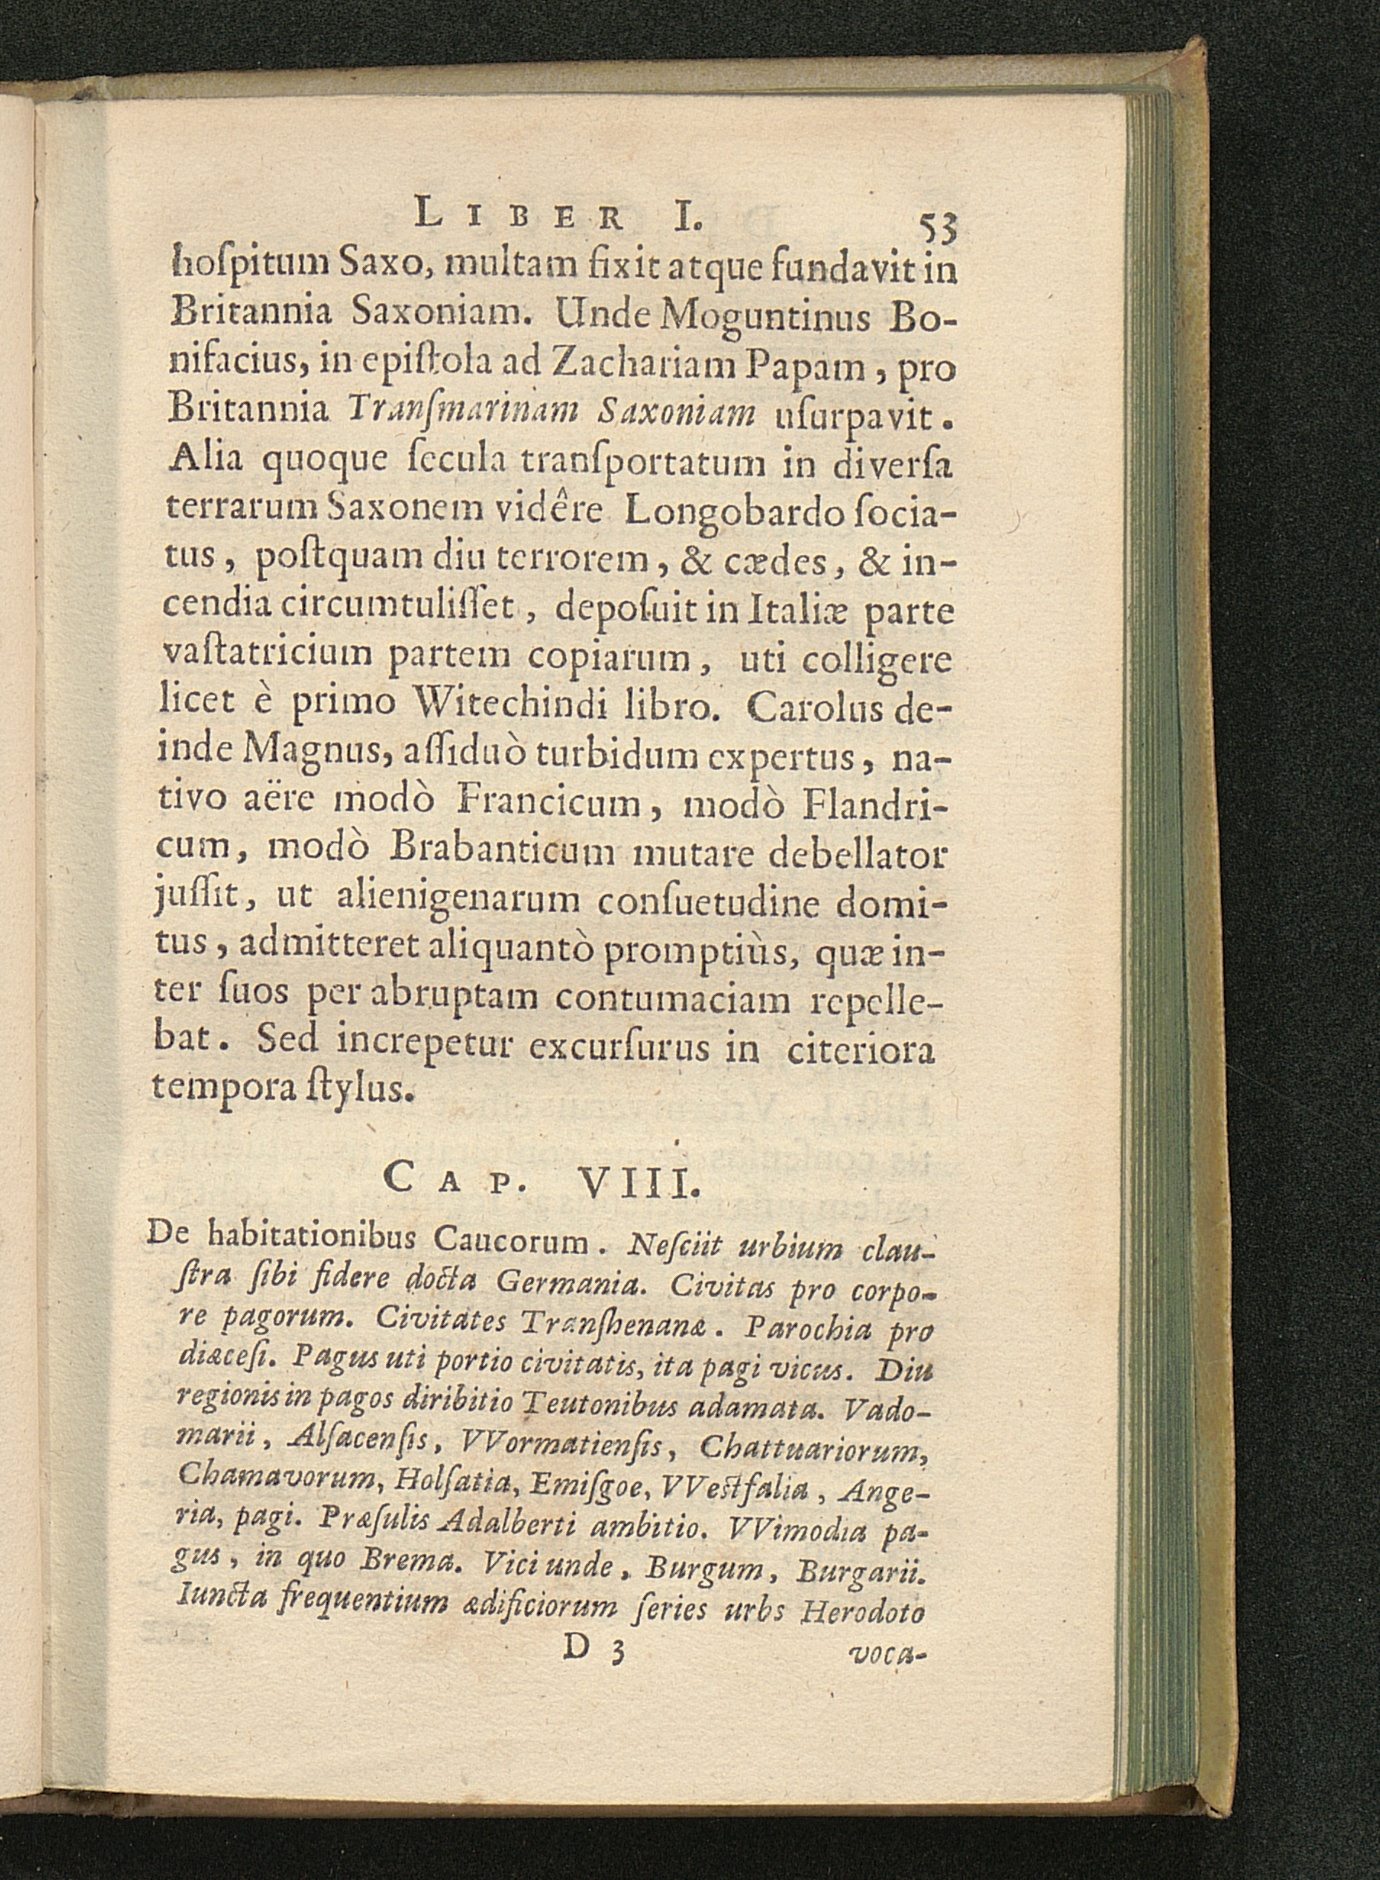 LIBER I. 53
hoſpitum Saxo, multam fixit atque fundavit in
Britannia Saxoniam. Unde Moguntinus Bo-
nifacius, in epiſtola ad Zachariam Papam, pro
Britannia Tranſmarinam Saxoniam uſurpavit.
Alia quoque ſecula tranſportatum in diverſa
terrarum Saxonem vidêre Longobardo ſocia-
tus, poſtquam diu terrorem, & cædes, & in-
cendia circumtuliſſet, depoſuit in Italiæ parte
vaſtatricium partem copiarum, uti colligere
licet è primo Witechindi libro. Carolus de-
inde Magnus, aſſiduò turbidum expertus, na-
tivo aëre modò Francicum, modò Flandri-
cum, modò Brabanticum mutare debellator
juſſit, ut alienigenarum conſuetudine domi-
tus, admitteret aliquantò promptiùs, quæ in-
ter ſuos per abruptam contumaciam repelle-
bat. Sed increpetur excurſurus in citeriora
tempora ſtylus.
CAP. VIII.
De habitationibus Caucorum. Neſciit urbium clau-
ſtra ſibi fidere docta Germania. Civitas pro corpo-
re pagorum. Civitates Tranſhenanæ. Parochia pro
diæceſi. Pagus uti portio civitatis, ita pagi vicus. Diu
regionis in pagos diribitio Teutonibus adamata. Vado-
marii, Alſacenſis, VVormatienſis, Chattuariorum,
Chamavorum, Holſatia, Emiſgoe, VVeſtfalia, Ange-
ria, pagi. Præſulis Adalberti ambitio. VVimodia pa-
gus, in quo Brema. Vici unde, Burgum, Burgarii.
Iuncta frequentium ædificiorum ſeries urbs Herodoto
D 3 voca-